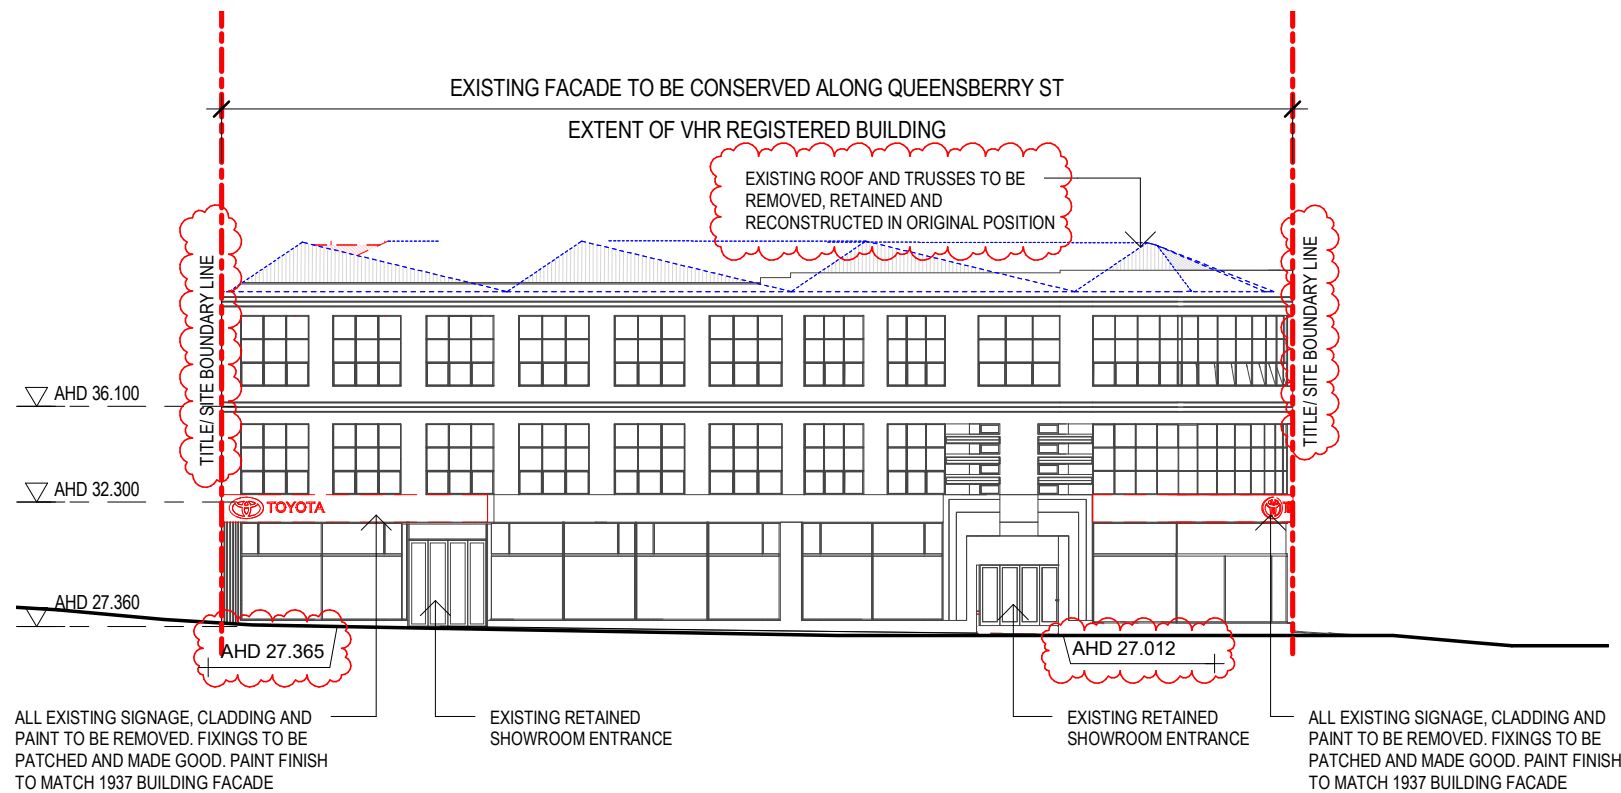 EXISTING FACADE TO BE CONSERVED ALONG QUEENSBERRY ST
EXTENT OF VHR REGISTERED BUILDING
EXISTING ROOF AND TRUSSES TO BE
REMOVED, RETAINED AND
RECONSTRUCTED IN ORIGINAL POSITION
TITLE/ SITE BOUNDARY LINE
TITLE/ SITE BOUNDARY LINE
AHD 36.100
AHD 32.300
TOYOTA
AHD 27.360
AHD 27.365
AHD 27.012
ALL EXISTING SIGNAGE, CLADDING AND
PAINT TO BE REMOVED. FIXINGS TO BE
PATCHED AND MADE GOOD. PAINT FINISH
TO MATCH 1937 BUILDING FACADE
EXISTING RETAINED
SHOWROOM ENTRANCE
EXISTING RETAINED
SHOWROOM ENTRANCE
ALL EXISTING SIGNAGE, CLADDING AND
PAINT TO BE REMOVED. FIXINGS TO BE
PATCHED AND MADE GOOD. PAINT FINISH
TO MATCH 1937 BUILDING FACADE